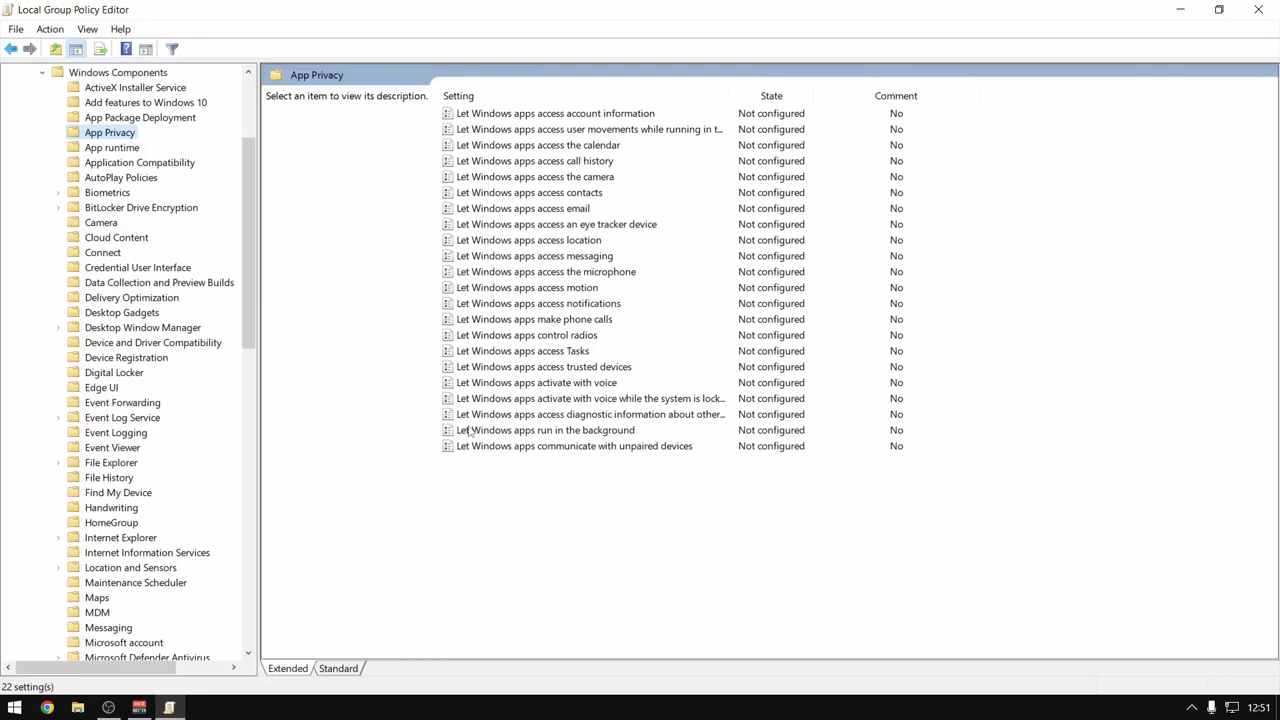 Local Group Policy Editor
File Action View Help
Windows Components
ActiveX Installer Service
Add features to Windows 10
App Package Deployment
App Privacy
App runtime
Application Compatibility
AutoPlay Policies
Biometrics
BitLocker Drive Encryption
Camera
Cloud Content
Connect
Credential User Interface
Data Collection and Preview Builds
Delivery Optimization
Desktop Gadgets
Desktop Window Manager
Device and Driver Compatibility
Device Registration
Digital Locker
Edge UI
Event Forwarding
Event Log Service
Event Logging
Event Viewer
File Explorer
File History
Find My Device
Handwriting
HomeGroup
Internet Explorer
Internet Information Services
Location and Sensors
Maintenance Scheduler
Maps
MDM
Messaging
Microsoft account
Microsoft Defender Antivirus
App Privacy
Select an item to view its description.
Setting State Comment
Let Windows apps access account information Not configured No
Let Windows apps access user movements while running in t... Not configured No
Let Windows apps access the calendar Not configured No
Let Windows apps access call history Not configured No
Let Windows apps access the camera Not configured No
Let Windows apps access contacts Not configured No
Let Windows apps access email Not configured No
Let Windows apps access an eye tracker device Not configured No
Let Windows apps access location Not configured No
Let Windows apps access messaging Not configured No
Let Windows apps access the microphone Not configured No
Let Windows apps access motion Not configured No
Let Windows apps access notifications Not configured No
Let Windows apps make phone calls Not configured No
Let Windows apps control radios Not configured No
Let Windows apps access Tasks Not configured No
Let Windows apps access trusted devices Not configured No
Let Windows apps activate with voice Not configured No
Let Windows apps activate with voice while the system is lock... Not configured No
Let Windows apps access diagnostic information about other... Not configured No
Let Windows apps run in the background Not configured No
Let Windows apps communicate with unpaired devices Not configured No
Extended Standard
22 setting(s)
12:51